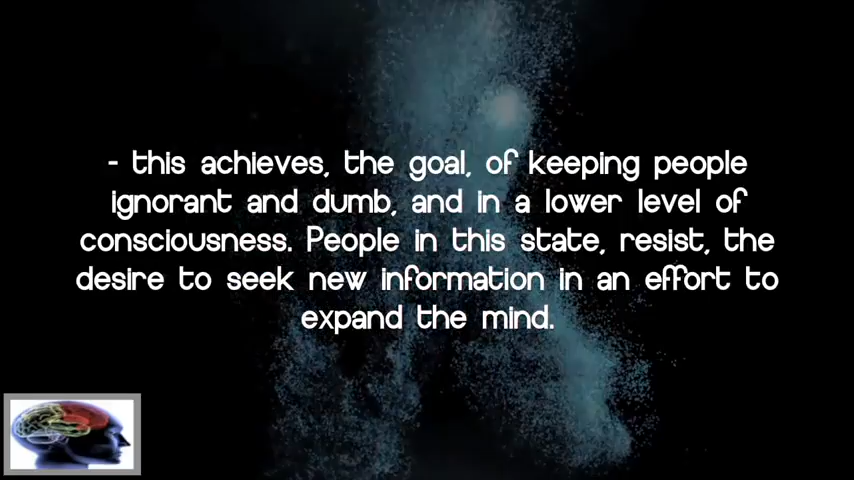 - this achieves, the goal, of keeping people
ignorant and dumb, and in a lower level of
consciousness. People in this state, resist, the
desire to seek new information in an effort to
expand the mind.